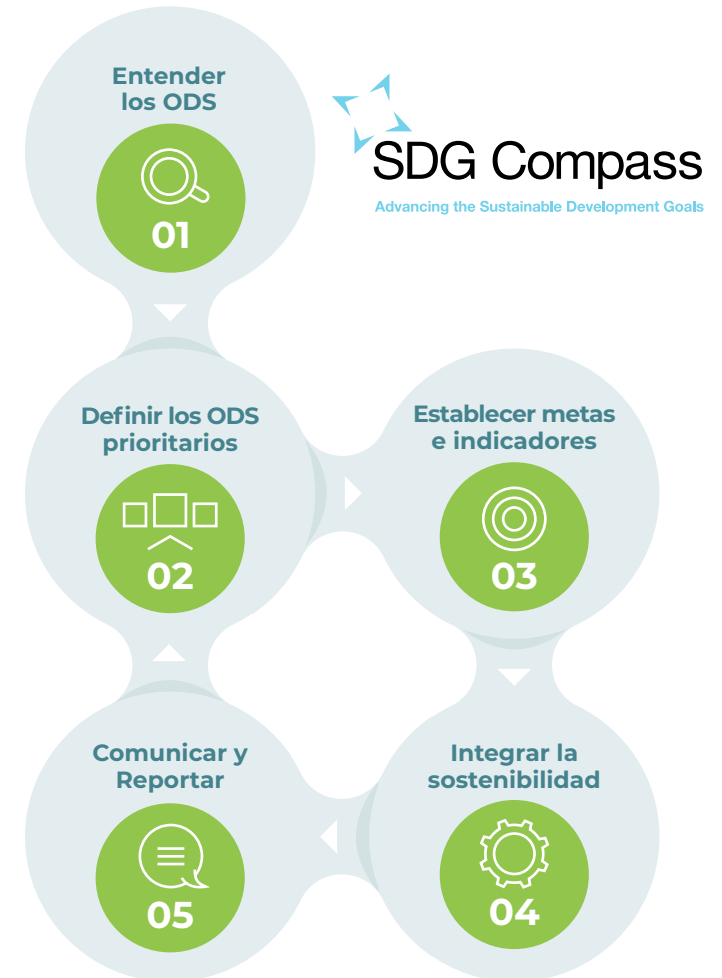 Entender
los ODS
01
SDG Compass
Advancing the Sustainable Development Goals
Definir los ODS
prioritarios
02
Establecer metas
e indicadores
03
Integrar la
sostenibilidad
04
Comunicar y
Reportar
05